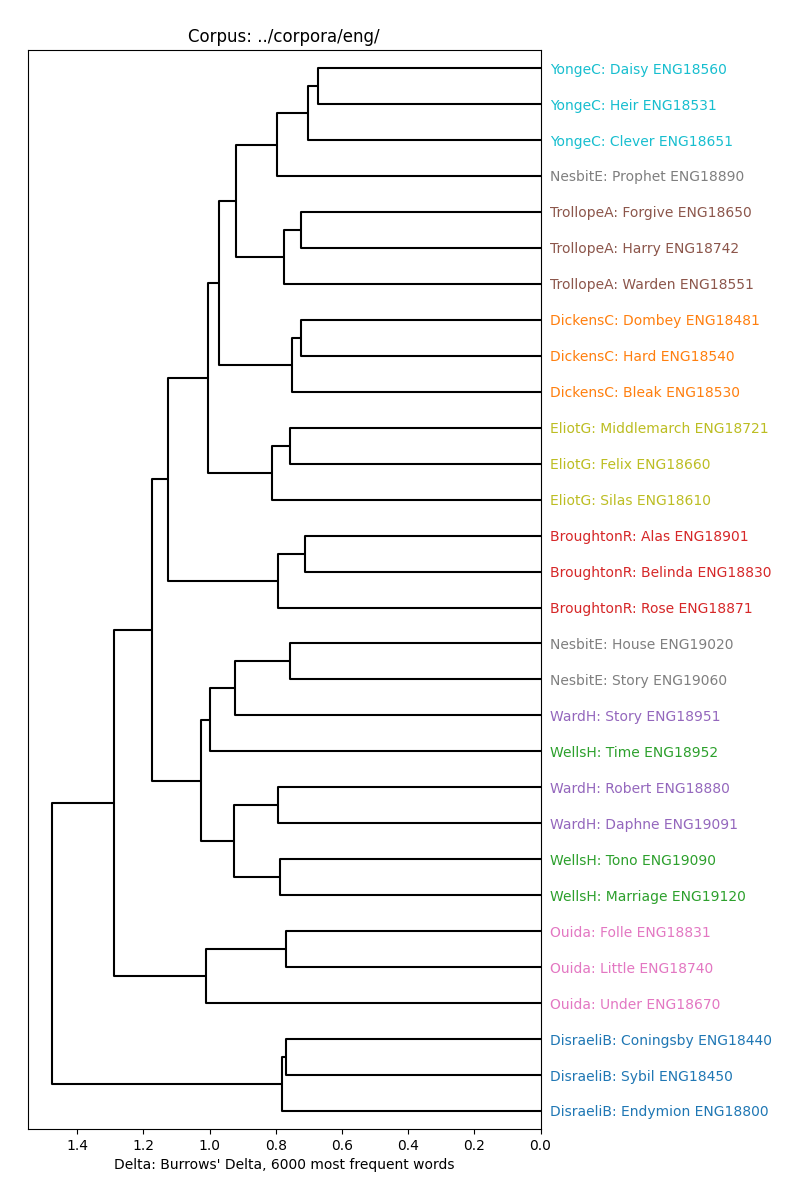 Corpus: ../corpora/eng/
YongeC: Daisy ENG18560
YongeC: Heir ENG18531
YongeC: Clever ENG18651
NesbitE: Prophet ENG18890
TrollopeA: Forgive ENG18650
TrollopeA: Harry ENG18742
TrollopeA: Warden ENG18551
DickensC: Dombey ENG18481
DickensC: Hard ENG18540
DickensC: Bleak ENG18530
EliotG: Middlemarch ENG18721
EliotG: Felix ENG18660
EliotG: Silas ENG18610
BroughtonR: Alas ENG18901
BroughtonR: Belinda ENG18830
BroughtonR: Rose ENG18871
NesbitE: House ENG19020
NesbitE: Story ENG19060
WardH: Story ENG18951
WellsH: Time ENG18952
WardH: Robert ENG18880
WardH: Daphne ENG19091
WellsH: Tono ENG19090
WellsH: Marriage ENG19120
Ouida: Folle ENG18831
Ouida: Little ENG18740
Ouida: Under ENG18670
DisraeliB: Coningsby ENG18440
DisraeliB: Sybil ENG18450
DisraeliB: Endymion ENG18800
1.4 1.2 1.0 0.8 0.6 0.4 0.2 0.0
Delta: Burrows' Delta, 6000 most frequent words